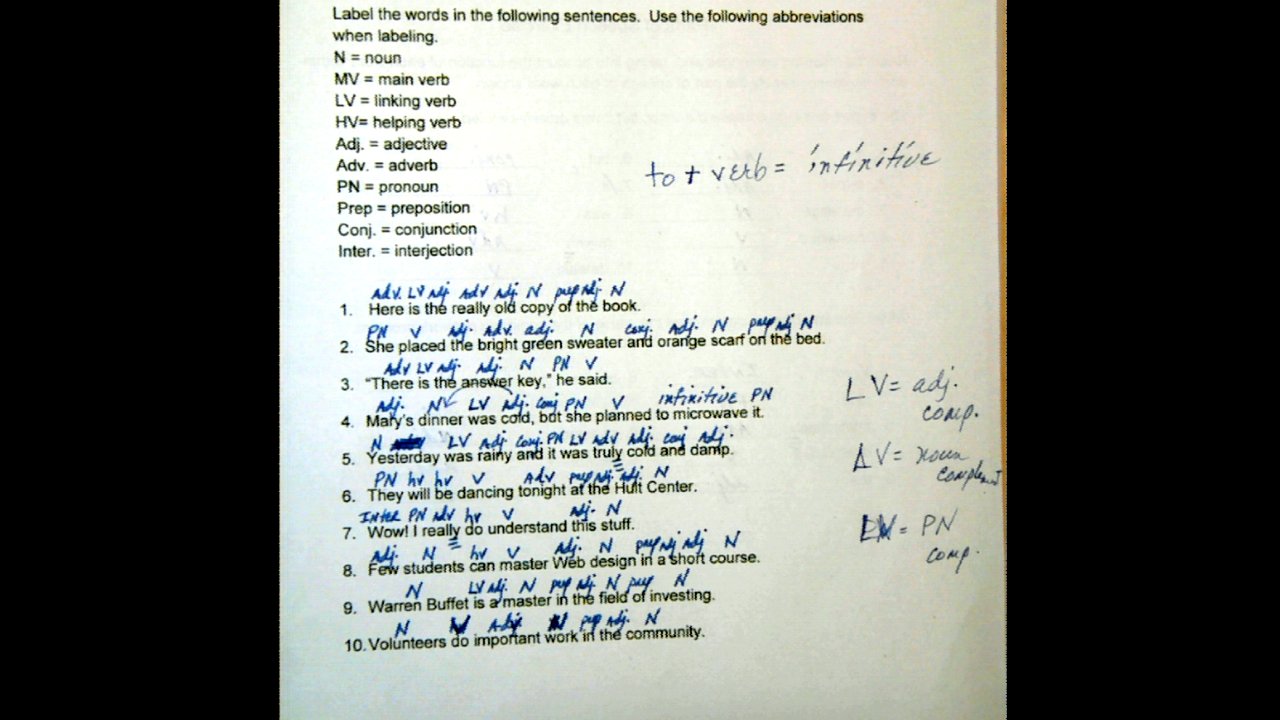 Label the words in the following sentences. Use the following abbreviations
when labeling.
N = noun
MV = main verb
LV = linking verb
HV= helping verb
Adj. = adjective
Adv. = adverb
PN = pronoun
to + verb = infinitive
Prep = preposition
Conj. = conjunction
Inter. = interjection
Adv. LV Adj. Adv Adj. N prep Adj. N
1. Here is the really old copy of the book.
PN V Adj. Adv. adj. N conj. Adj. N prep Adj N
2. She placed the bright green sweater and orange scarf on the bed.
Adv LV Adj. Adj. N PN V
3. "There is the answer key," he said.
LV = adj.
comp.
Adj. N LV Adj. Conj PN V infinitive PN
4. Mary's dinner was cold, but she planned to microwave it.
N LV Adj Conj. PN LV Adv Adj. conj Adj.
5. Yesterday was rainy and it was truly cold and damp.
V = noun
complement
PN hv hv V Adv prep Adj. Adj. N
6. They will be dancing tonight at the Hult Center.
Inter PN Adv hv V Adj. N
7. Wow! I really do understand this stuff.
= PN
comp.
Adj. N hv V Adj. N prep Adj Adj N
8. Few students can master Web design in a short course.
N LV Adj. N prep Adj. N prep N
9. Warren Buffet is a master in the field of investing.
N V Adj N prep Adj. N
10. Volunteers do important work in the community.